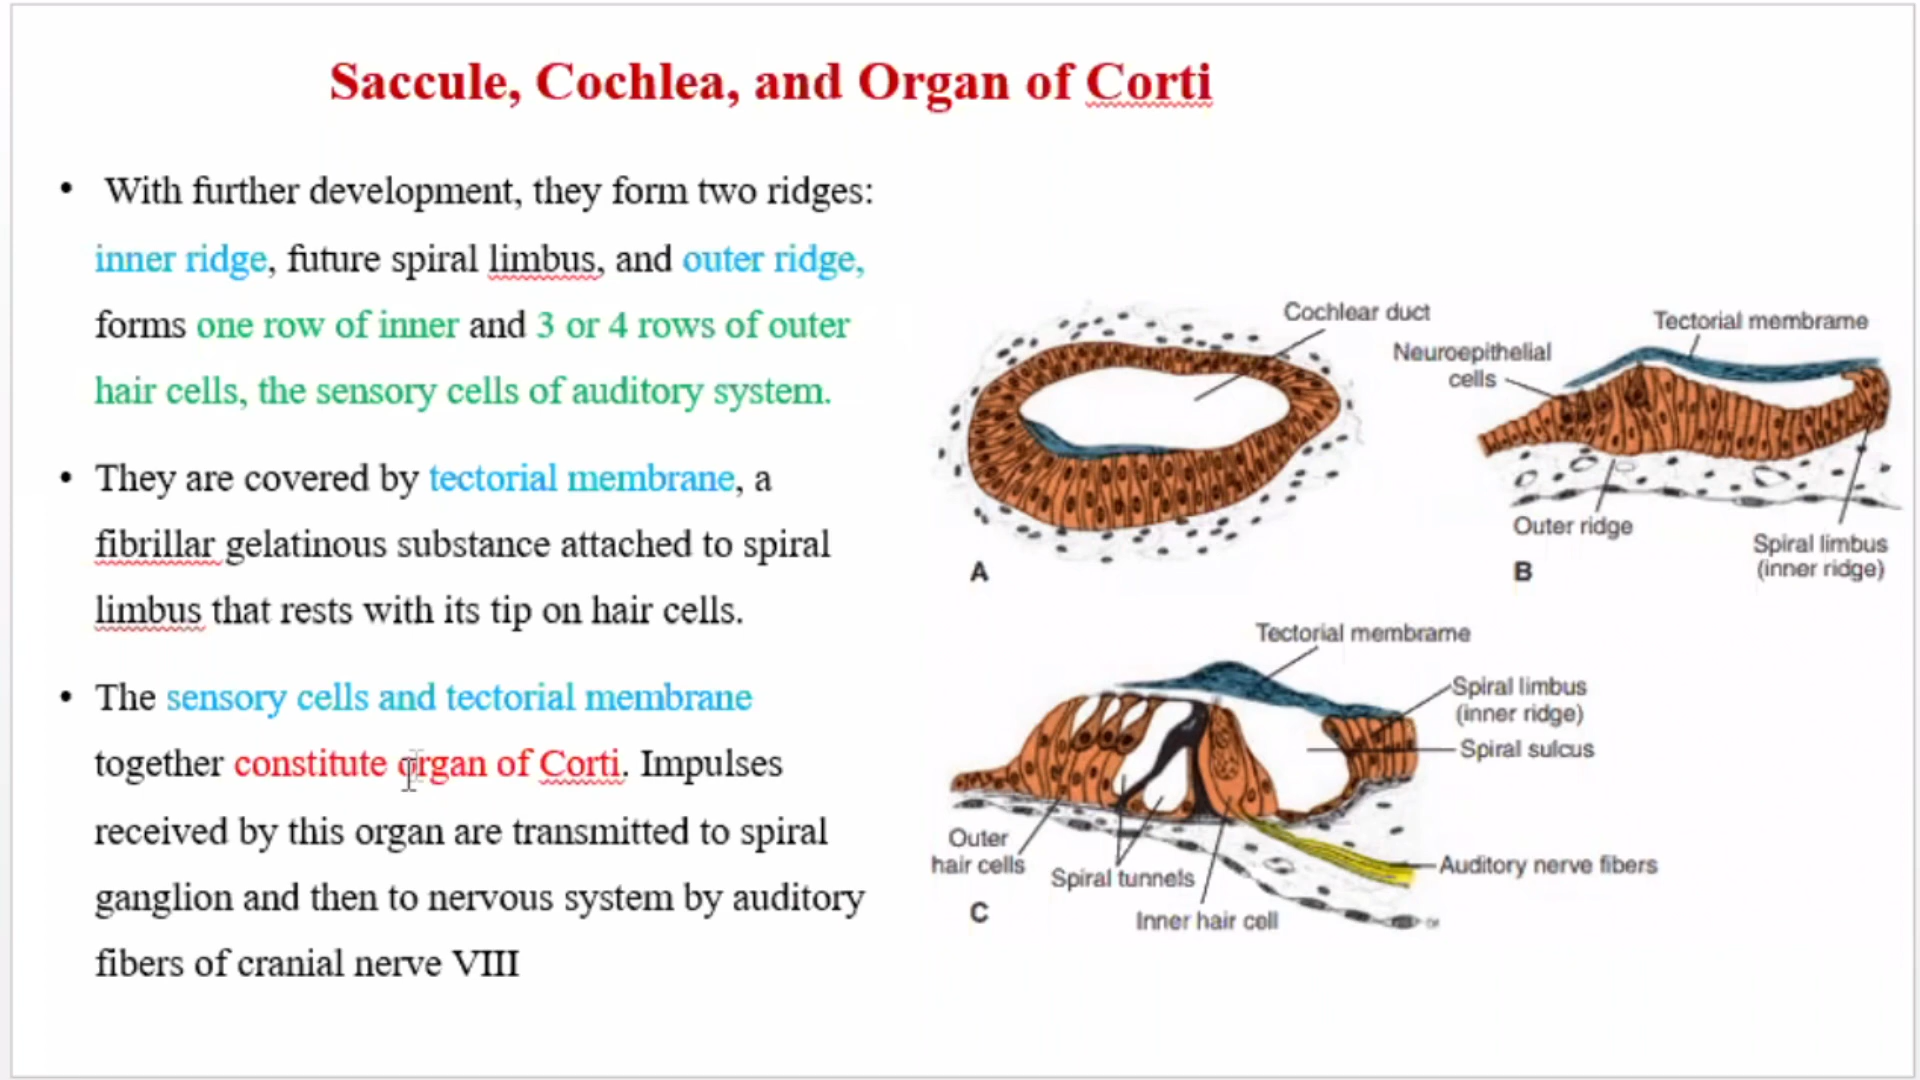 Saccule, Cochlea, and Organ of Corti
• With further development, they form two ridges:
inner ridge, future spiral limbus, and outer ridge,
forms one row of inner and 3 or 4 rows of outer
hair cells, the sensory cells of auditory system.
• They are covered by tectorial membrane, a
fibrillar gelatinous substance attached to spiral
limbus that rests with its tip on hair cells.
• The sensory cells and tectorial membrane
together constitute organ of Corti. Impulses
received by this organ are transmitted to spiral
ganglion and then to nervous system by auditory
fibers of cranial nerve VIII
Cochlear duct
A
Tectorial membrame
Neuroepithelial
cells
Outer ridge
Spiral limbus
(inner ridge)
B
Tectorial membrame
Spiral limbus
(inner ridge)
Spiral sulcus
Outer
hair cells
Spiral tunnels
Inner hair cell
Auditory nerve fibers
C